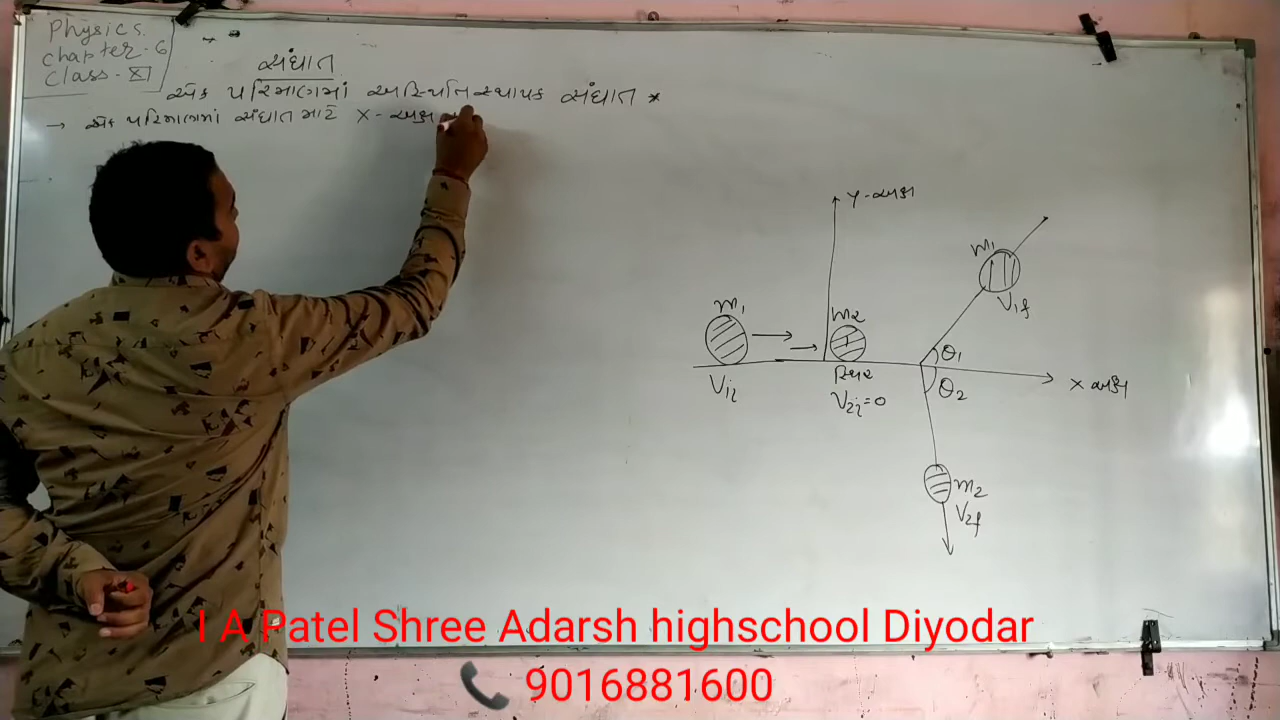 Physics
chapter-6
Class-XI
સંઘાત
એક પરિમાણમાં અસ્થિતિસ્થાપક સંઘાત *
→ એક પરિમાણમાં સંઘાત માટે X-અક્ષ
Y-અક્ષ
m1
V1f
m1
m2
θ1
X અક્ષ
V1i
સ્થિર
V2i=0
θ2
m2
V2f
I A Patel Shree Adarsh highschool Diyodar
9016881600